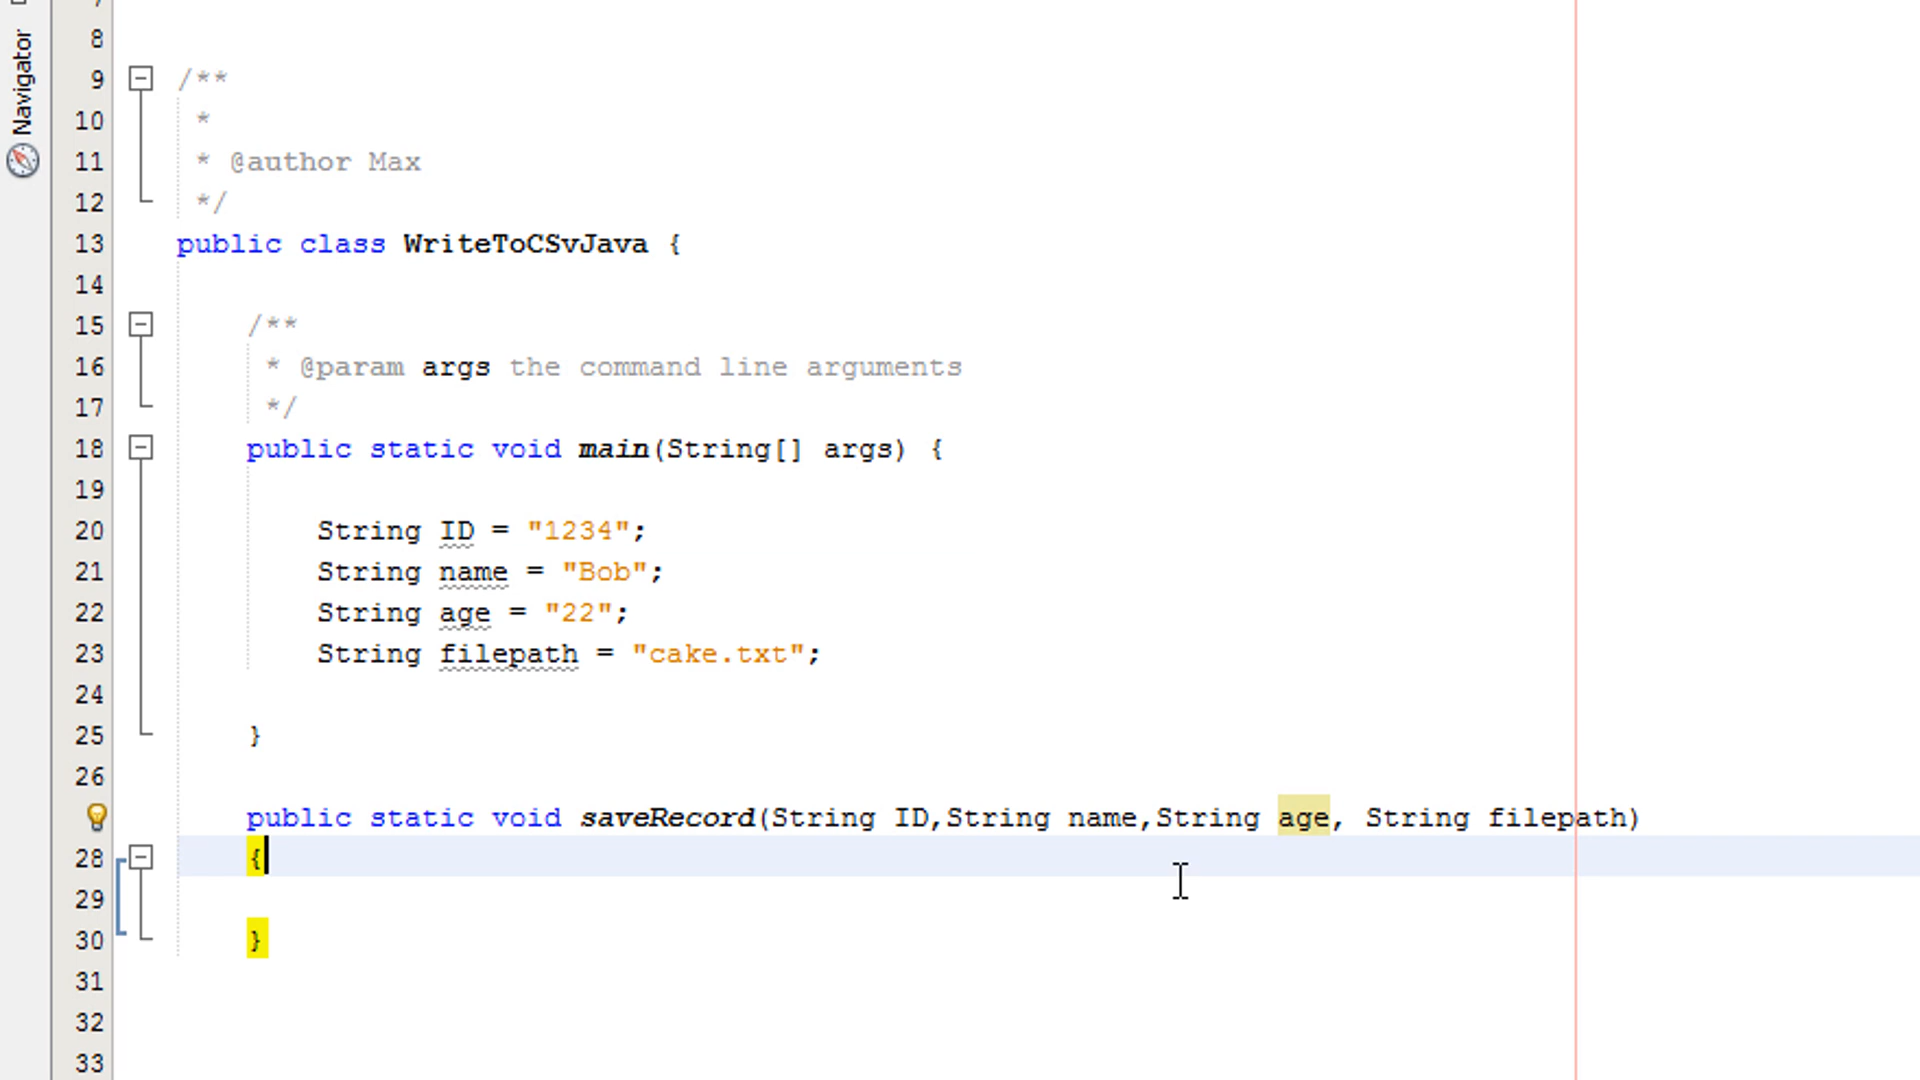 Navigator
8
9 /**
10 *
11 * @author Max
12 */
13 public class WriteToCSvJava {
14
15 /**
16 * @param args the command line arguments
17 */
18 public static void main(String[] args) {
19
20 String ID = "1234";
21 String name = "Bob";
22 String age = "22";
23 String filepath = "cake.txt";
24
25 }
26
public static void saveRecord(String ID,String name,String age, String filepath)
28 {
29
30 }
31
32
33